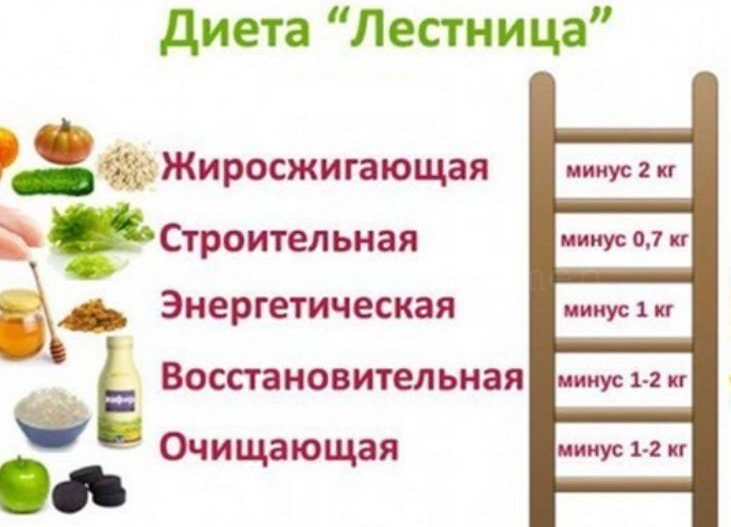 Диета “Лестница”
Жиросжигающая
минус 2 кг
Строительная
минус 0,7 кг
Энергетическая
минус 1 кг
Восстановительная
минус 1-2 кг
кефир
Очищающая
минус 1-2 кг